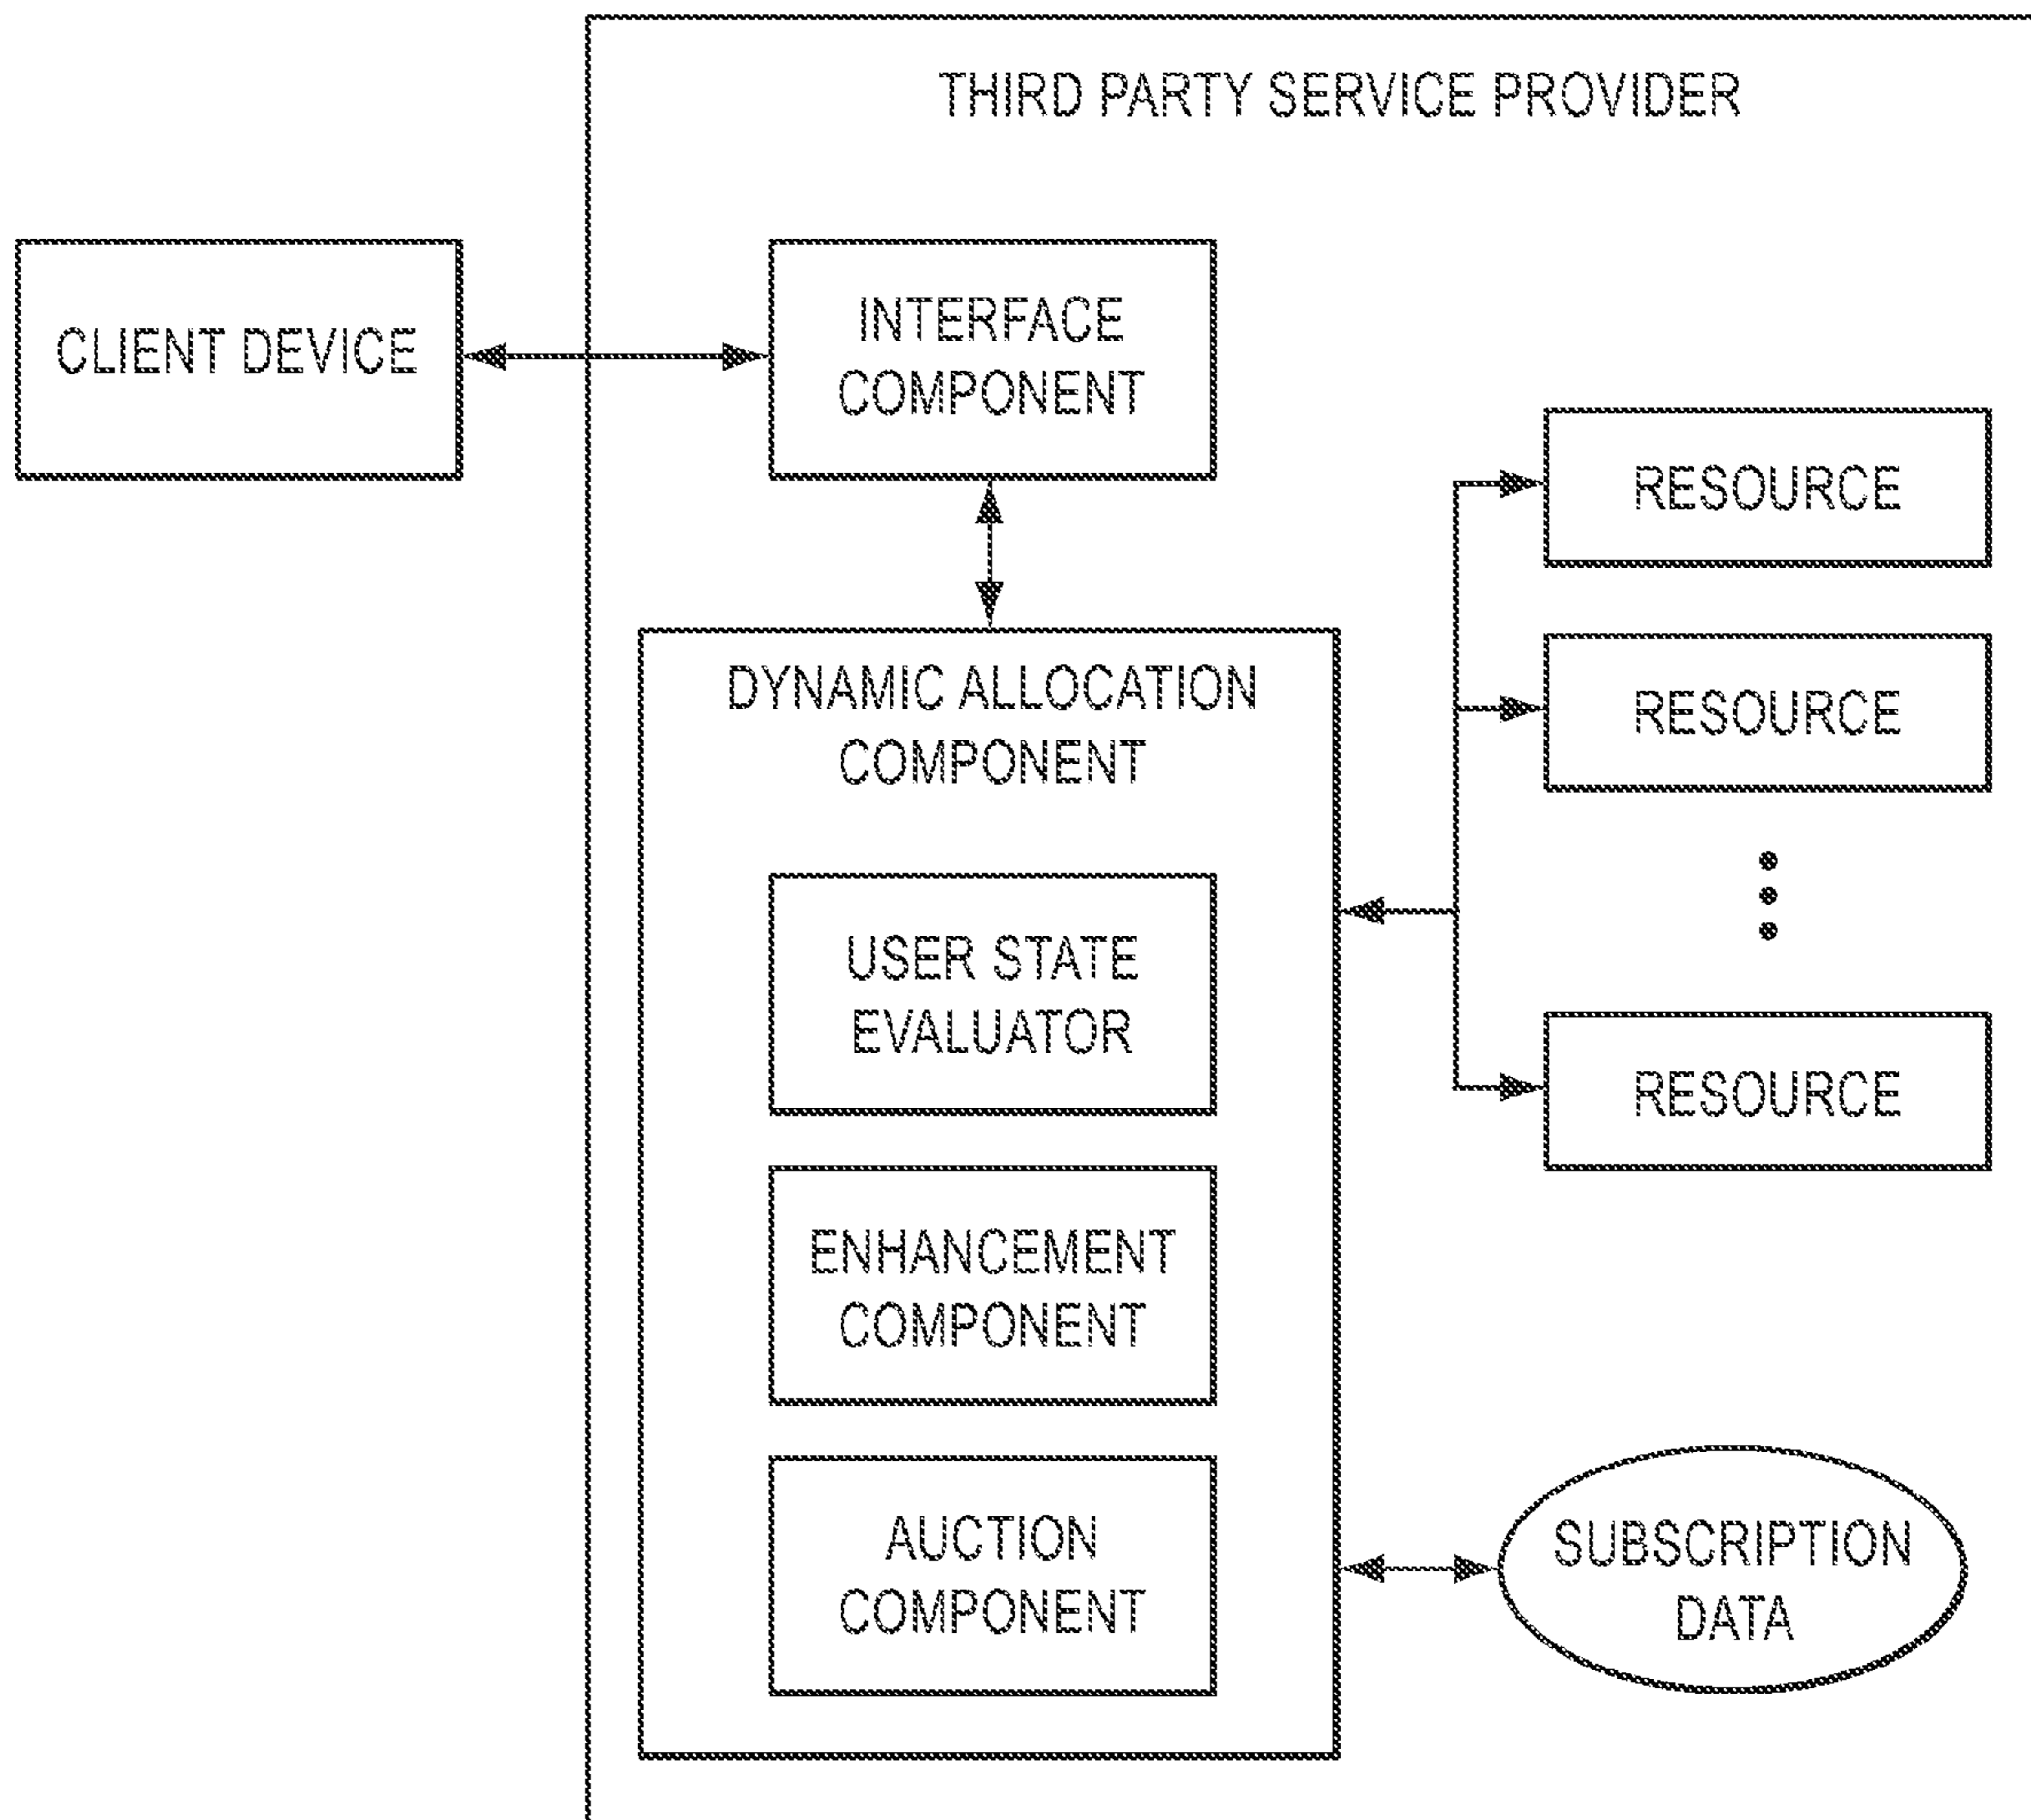 THIRD PARTY SERVICE PROVIDER
CLIENT DEVICE
INTERFACE
COMPONENT
RESOURCE
RESOURCE
RESOURCE
DYNAMIC ALLOCATION
COMPONENT
USER STATE
EVALUATOR
ENHANCEMENT
COMPONENT
AUCTION
COMPONENT
SUBSCRIPTION
DATA